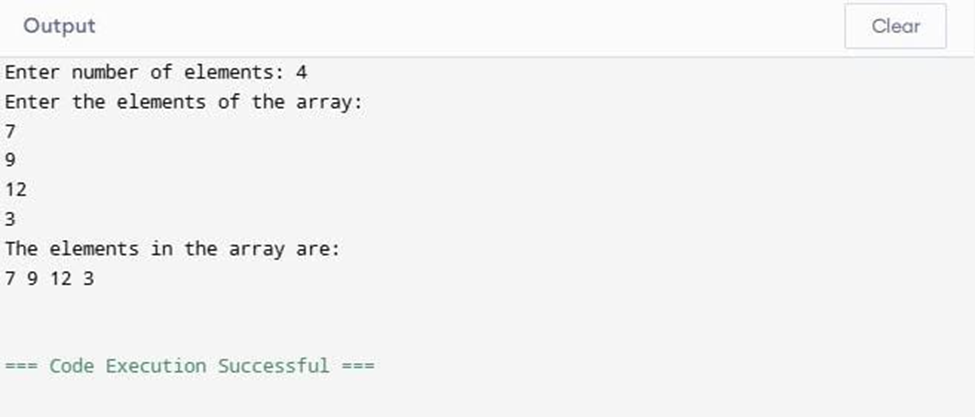 Output
Clear
Enter number of elements: 4
Enter the elements of the array:
7
9
12
3
The elements in the array are:
7 9 12 3
=== Code Execution Successful ===